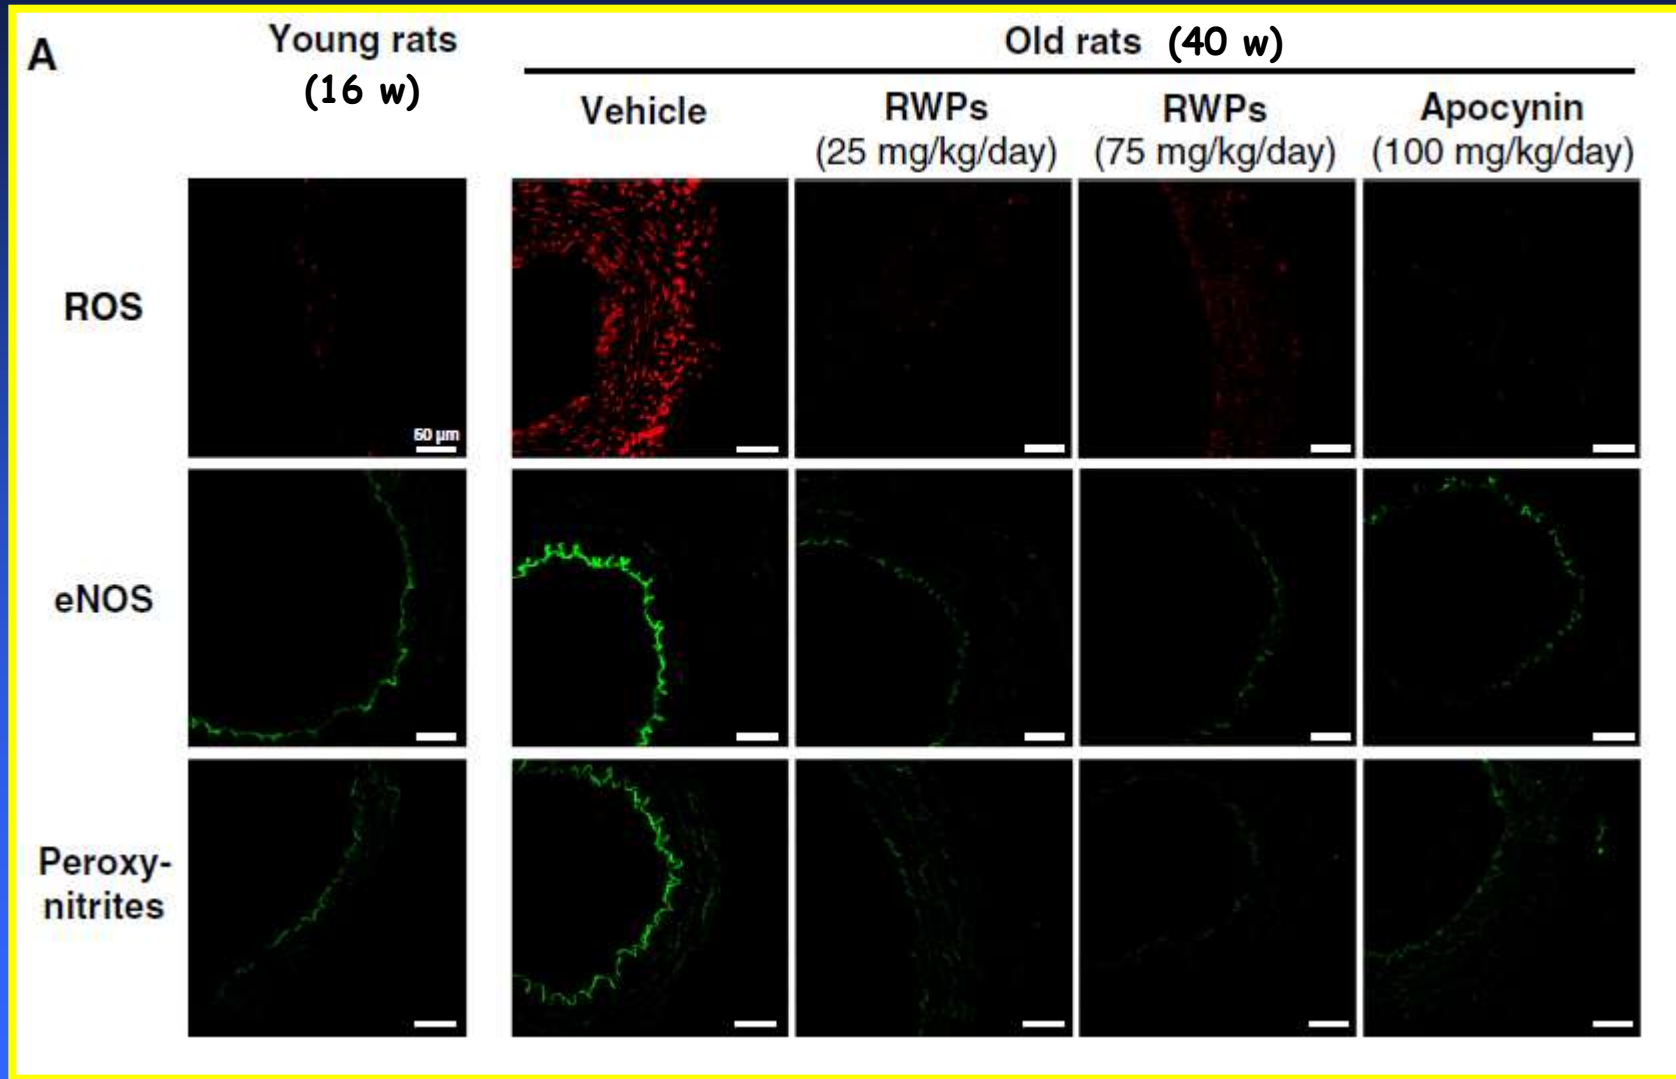 A
Young rats
(16 w)
Old rats (40 w)
Vehicle
RWPs
(25 mg/kg/day)
RWPs
(75 mg/kg/day)
Apocynin
(100 mg/kg/day)
ROS
50 µm
eNOS
Peroxy-
nitrites